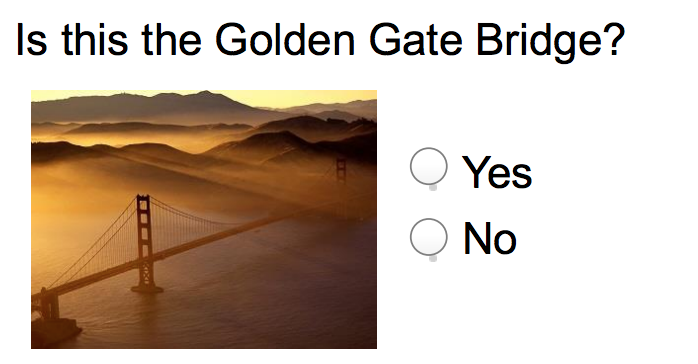 Is this the Golden Gate Bridge?
Yes
No